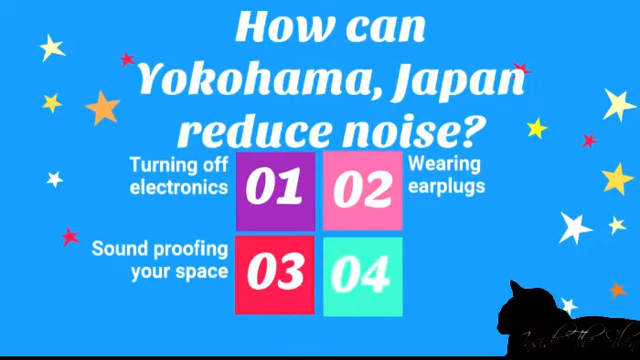 How can
Yokohama, Japan
reduce noise?
Turning off
electronics
01
02
Wearing
earplugs
Sound proofing
your space
03
04